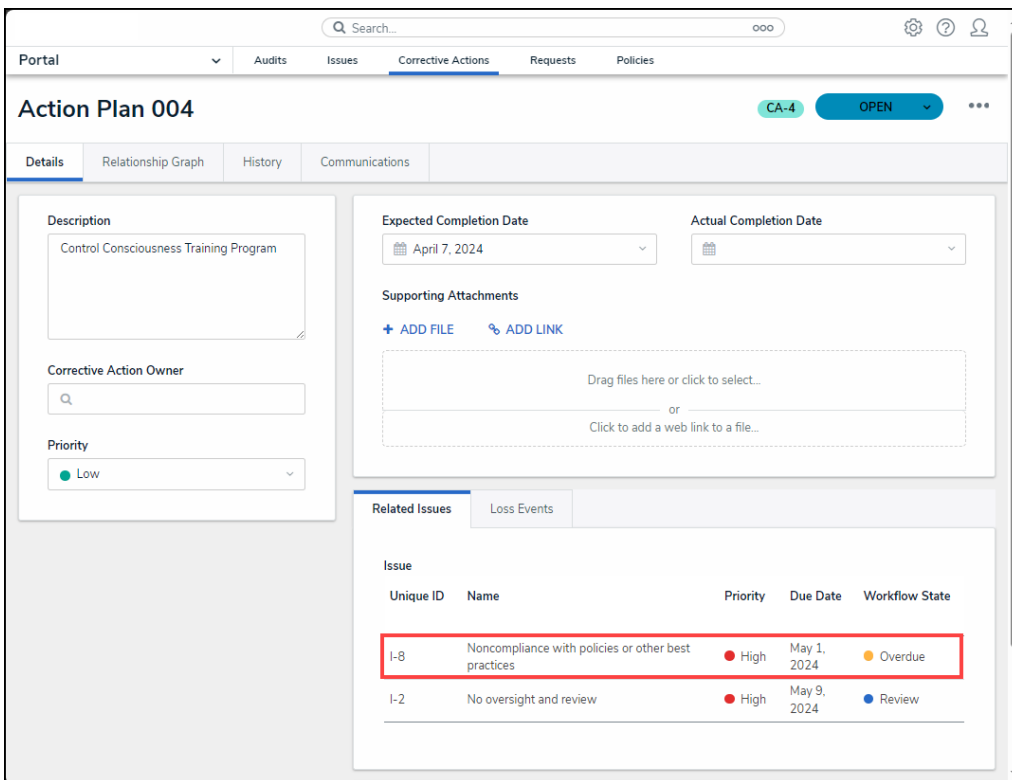 Search...
Portal
Audits
Issues
Corrective Actions
Requests
Policies
Action Plan 004
CA-4
OPEN
Details
Relationship Graph
History
Communications
Description
Control Consciousness Training Program
Corrective Action Owner
Priority
Low
Expected Completion Date
April 7, 2024
Actual Completion Date
Supporting Attachments
+ ADD FILE
ADD LINK
Drag files here or click to select...
or
Click to add a web link to a file...
Related Issues
Loss Events
Issue
Unique ID Name Priority Due Date Workflow State
I-8 Noncompliance with policies or other best High May 1, Overdue
practices 2024
I-2 No oversight and review High May 9, Review
2024